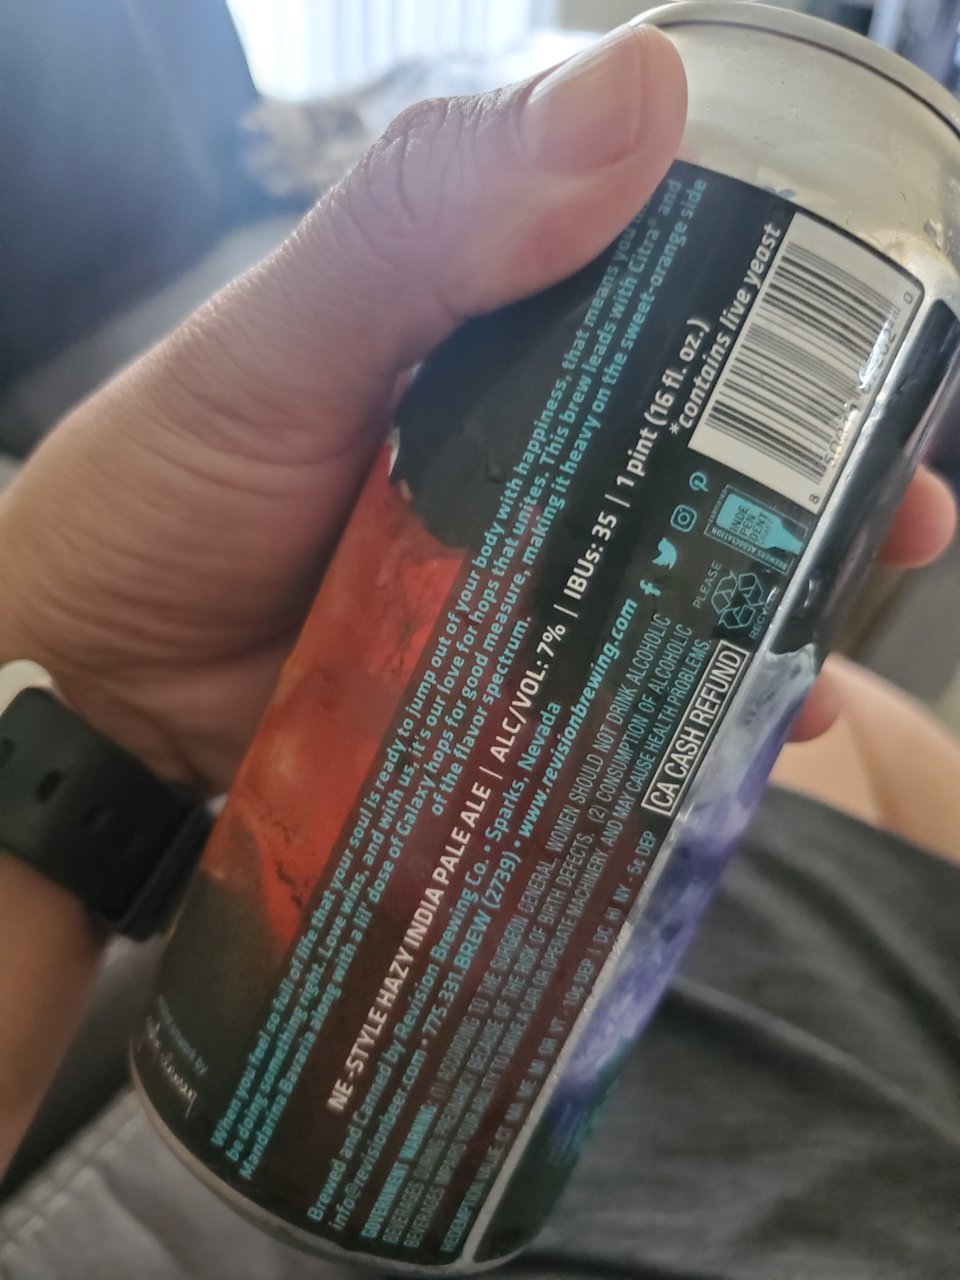 When you feel so full of life that your soul is ready to jump out of your body with happiness, that means you
be doing something right. Love wins, and with us, it's our love for hops that unites. This brew leads with Citra® and
Mandarina Bavaria along with a lil' dose of Galaxy hops for good measure, making it heavy on the sweet-orange side
of the flavor spectrum.
NE-STYLE HAZY INDIA PALE ALE | ALC/VOL: 7% | IBUs: 35 | 1 pint (16 fl. oz.)
*contains live yeast
Brewed and Canned by Revision Brewing Co. • Sparks, Nevada
info@revisionbeer.com • 775.331.BREW (2739) • www.revisionbrewing.com
GOVERNMENT WARNING: (1) ACCORDING TO THE SURGEON GENERAL, WOMEN SHOULD NOT DRINK ALCOHOLIC
BEVERAGES DURING PREGNANCY BECAUSE OF THE RISK OF BIRTH DEFECTS. (2) CONSUMPTION OF ALCOHOLIC
BEVERAGES IMPAIRS YOUR ABILITY TO DRIVE A CAR OR OPERATE MACHINERY, AND MAY CAUSE HEALTH PROBLEMS
5¢ DEP
CA CASH REFUND
PLEASE
INDE
PEN
DENT
BREWERS ASSOCIATION
8
0